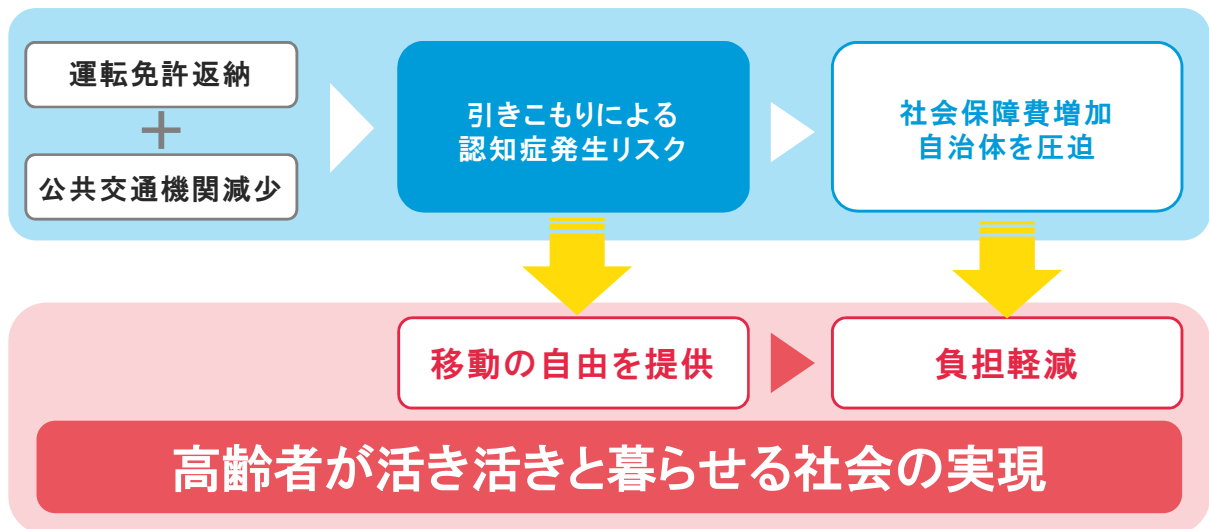 運転免許返納
＋
公共交通機関減少
引きこもりによる
認知症発生リスク
社会保障費増加
自治体を圧迫
移動の自由を提供
負担軽減
高齢者が活き活きと暮らせる社会の実現